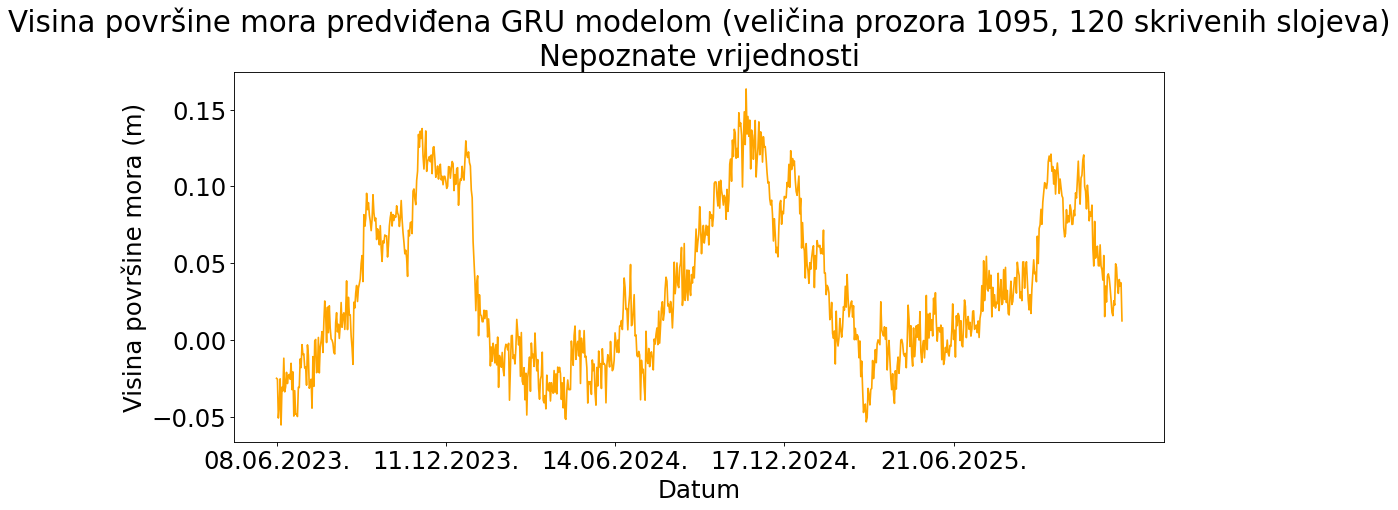 Visina površine mora predviđena GRU modelom (veličina prozora 1095, 120 skrivenih slojeva)
Nepoznate vrijednosti
Visina površine mora (m)
0.15
0.10
0.05
0.00
−0.05
08.06.2023. 11.12.2023. 14.06.2024. 17.12.2024. 21.06.2025.
Datum